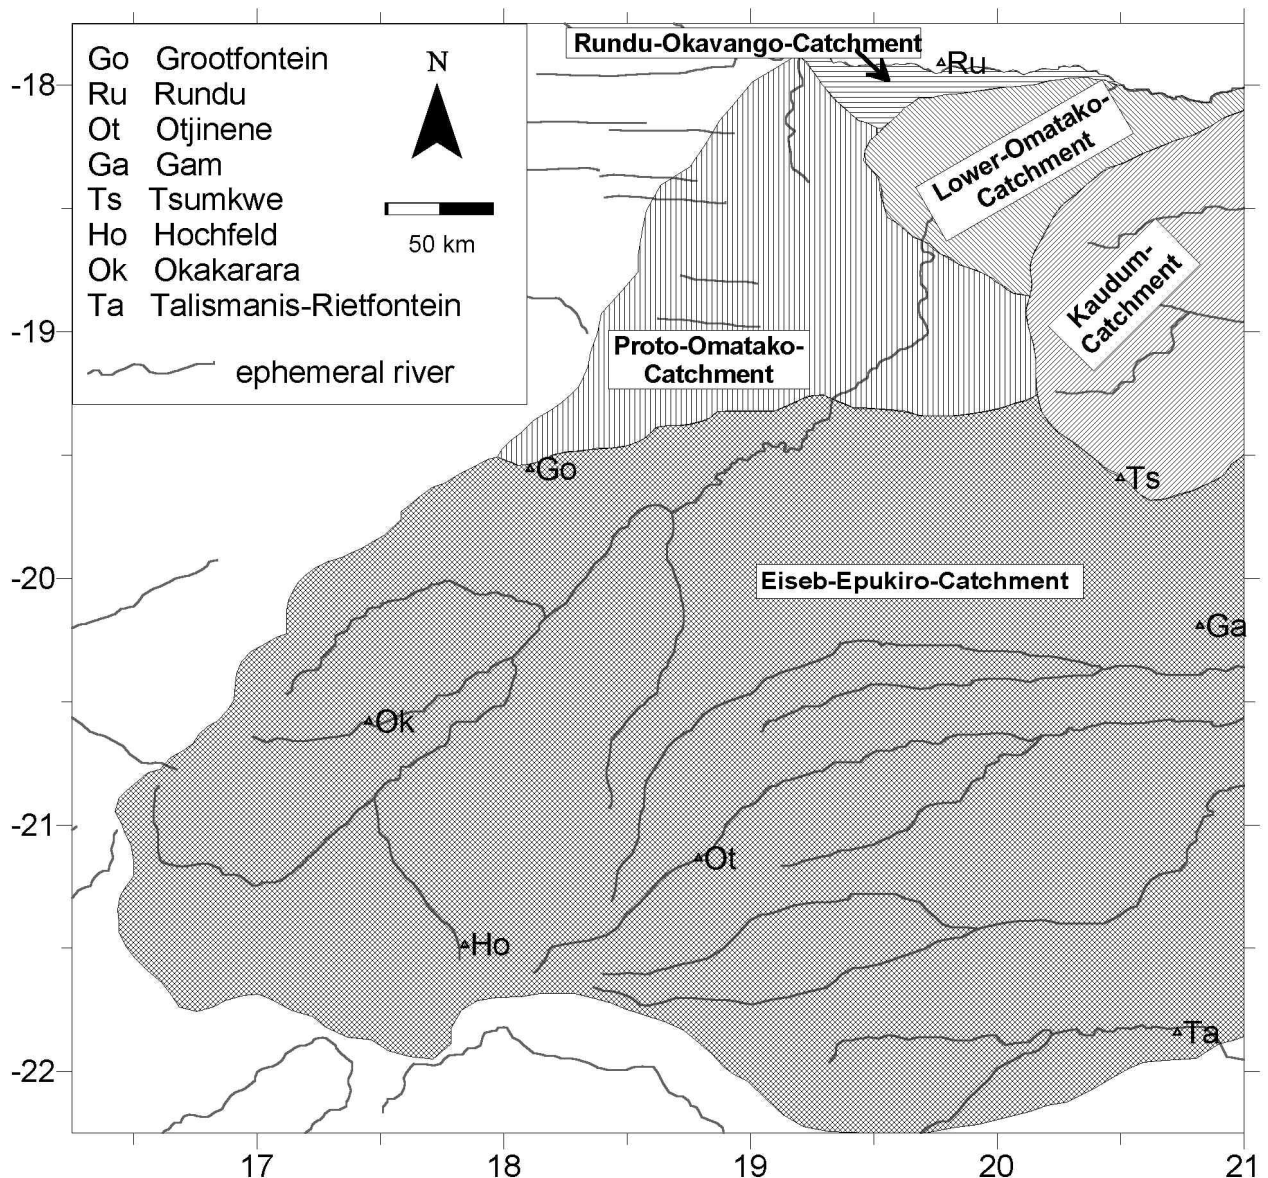 Go Grootfontein
Ru Rundu
Ot Otjinene
Ga Gam
Ts Tsumkwe
Ho Hochfeld
Ok Okakarara
Ta Talismanis-Rietfontein
ephemeral river
N
50 km
Rundu-Okavango-Catchment
Ru
Lower-Omatako-
Catchment
Kaudum-
Catchment
Proto-Omatako-
Catchment
Go
Ts
Eiseb-Epukiro-Catchment
Ga
Ok
Ot
Ho
Ta
-18
-19
-20
-21
-22
17
18
19
20
21